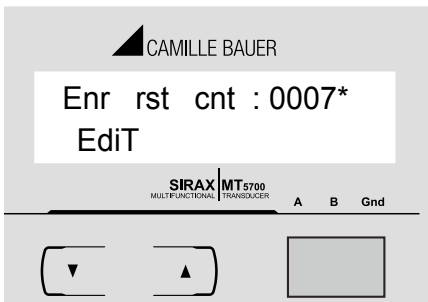 CAMILLE BAUER
Enr rst cnt : 0007*
EdiT
SIRAX MT5700
MULTIFUNCTIONAL TRANSDUCER
A B Gnd